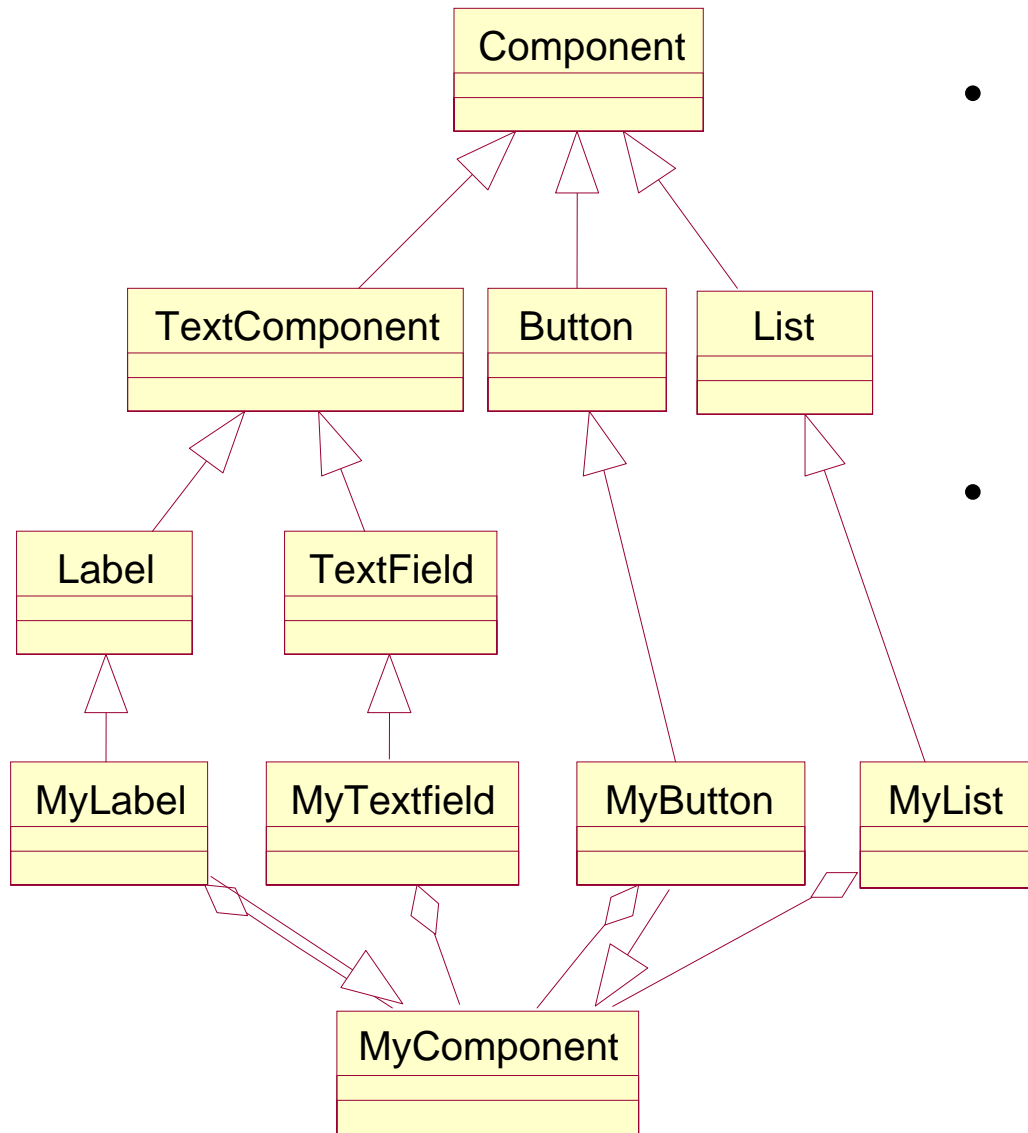 Component
•
TextComponent
Button
List
•
Label
TextField
MyLabel
MyTextfield
MyButton
MyList
MyComponent